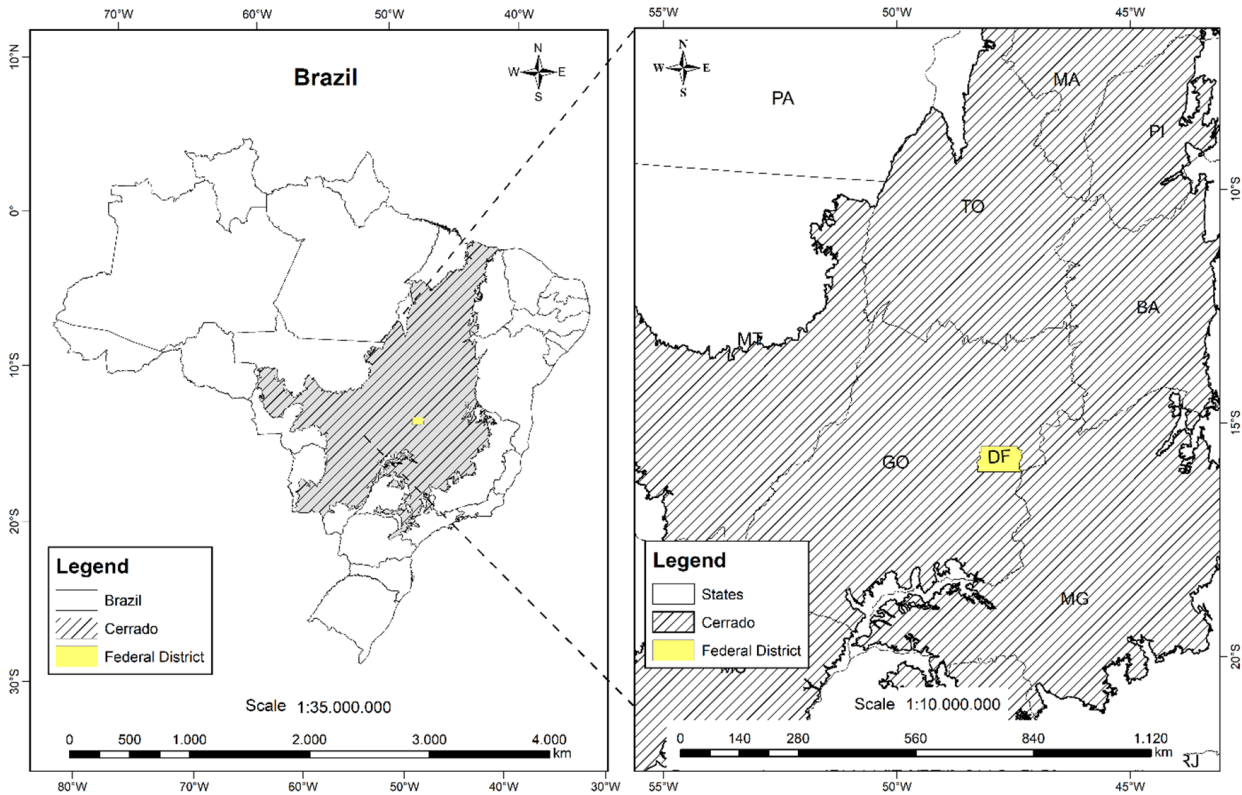 70°W 60°W 50°W 40°W
10°N
0°
10°S
20°S
30°S
Brazil
N
W E
S
Legend
Brazil
Cerrado
Federal District
Scale 1:35.000.000
0 500 1.000 2.000 3.000 4.000
km
80°W 70°W 60°W 50°W 40°W 30°W
55°W 50°W 45°W
N
W E
S
PA
MA
PI
TO
BA
MT
GO
DF
MG
10°S
15°S
20°S
Legend
States
Cerrado
Federal District
Scale 1:10.000.000
0 140 280 560 840 1.120
km
RJ
55°W 50°W 45°W